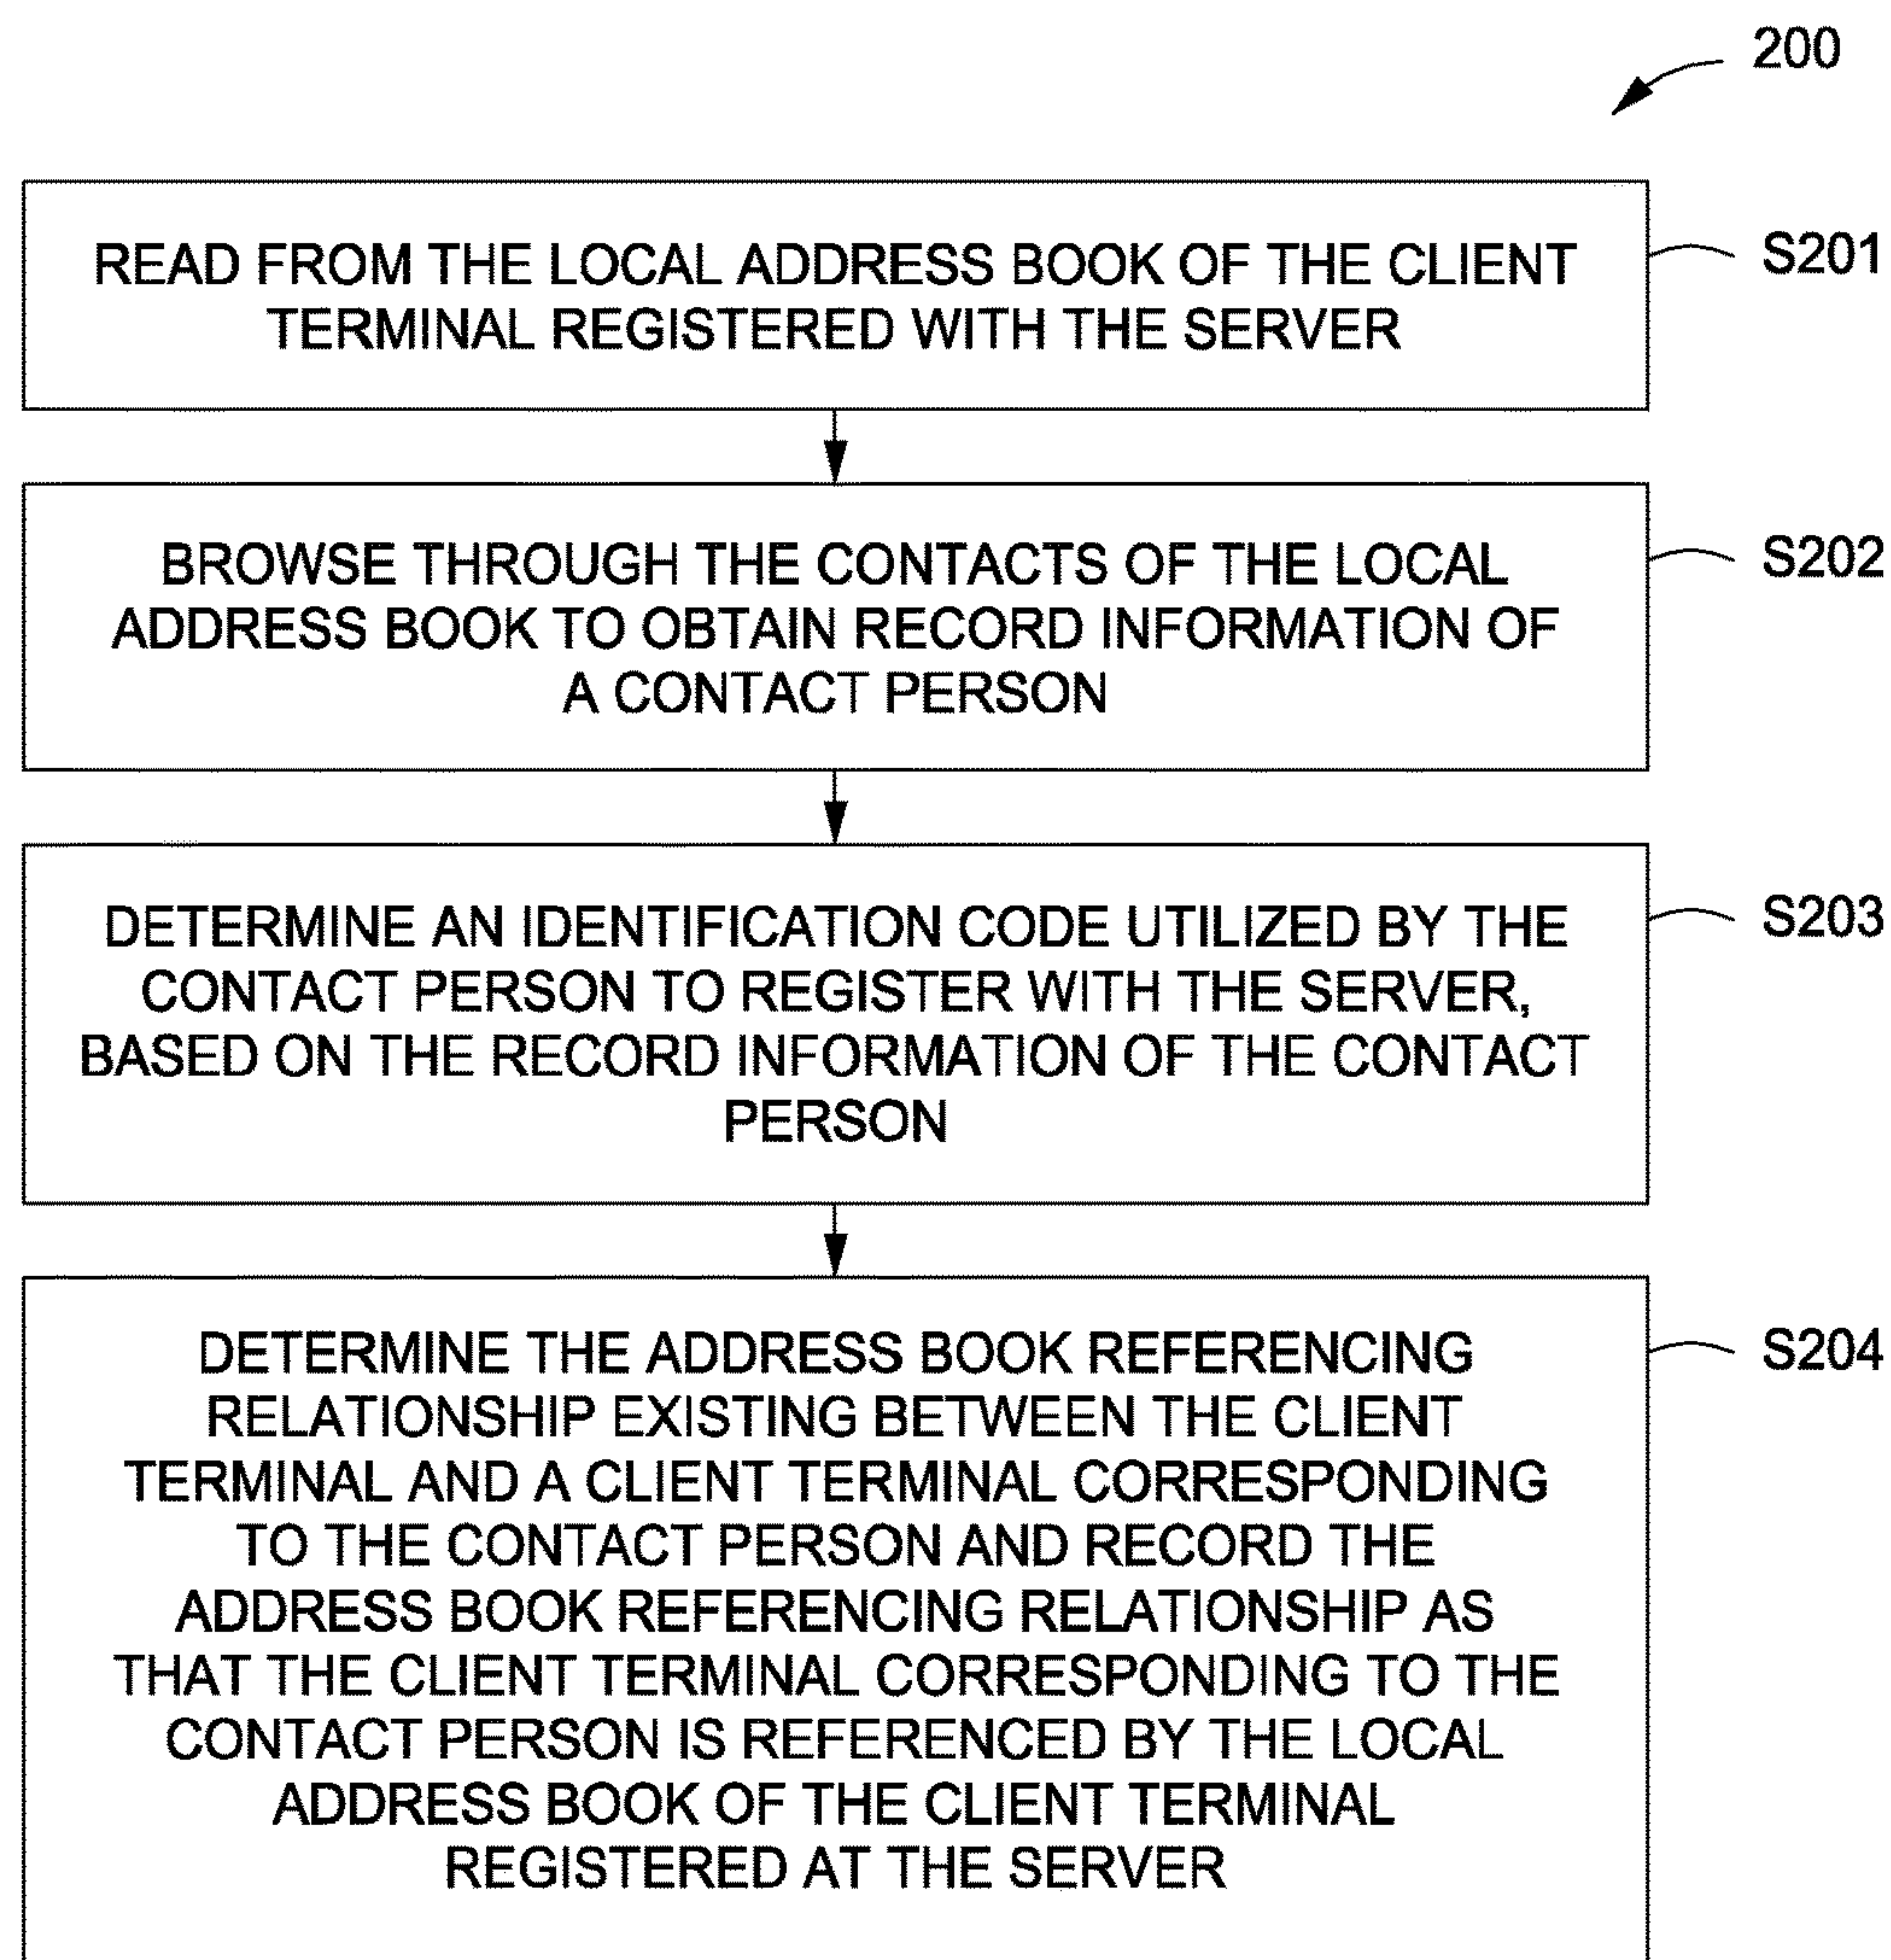 200
READ FROM THE LOCAL ADDRESS BOOK OF THE CLIENT
TERMINAL REGISTERED WITH THE SERVER
S201
BROWSE THROUGH THE CONTACTS OF THE LOCAL
ADDRESS BOOK TO OBTAIN RECORD INFORMATION OF
A CONTACT PERSON
S202
DETERMINE AN IDENTIFICATION CODE UTILIZED BY THE
CONTACT PERSON TO REGISTER WITH THE SERVER,
BASED ON THE RECORD INFORMATION OF THE CONTACT
PERSON
S203
DETERMINE THE ADDRESS BOOK REFERENCING
RELATIONSHIP EXISTING BETWEEN THE CLIENT
TERMINAL AND A CLIENT TERMINAL CORRESPONDING
TO THE CONTACT PERSON AND RECORD THE
ADDRESS BOOK REFERENCING RELATIONSHIP AS
THAT THE CLIENT TERMINAL CORRESPONDING TO THE
CONTACT PERSON IS REFERENCED BY THE LOCAL
ADDRESS BOOK OF THE CLIENT TERMINAL
REGISTERED AT THE SERVER
S204